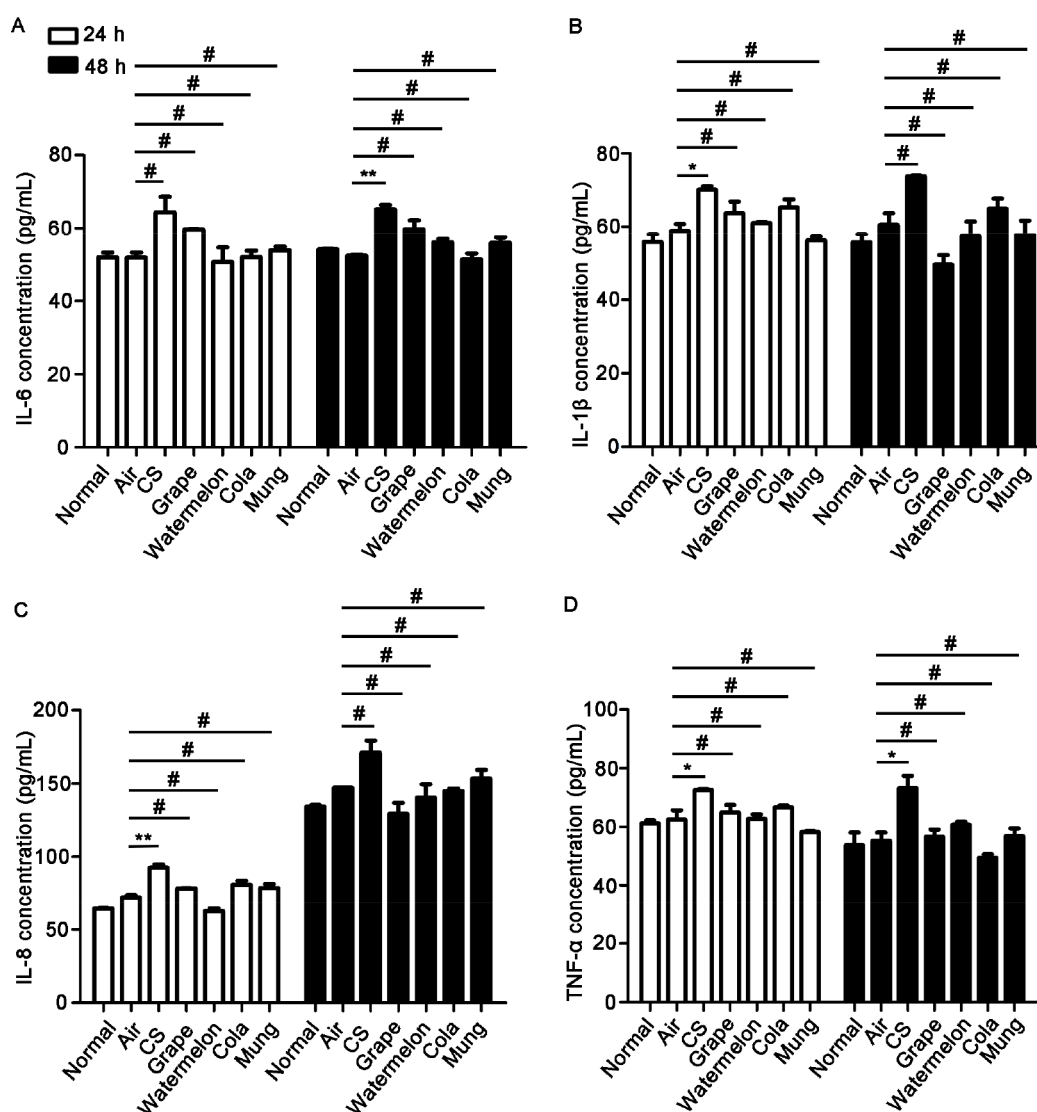 A
24 h
48 h
#
#
#
#
#
#
#
#
#
**
80
60
40
20
0
IL-6 concentration (pg/mL)
Normal
Air
CS
Grape
Watermelon
Cola
Mung
Normal
Air
CS
Grape
Watermelon
Cola
Mung
B
#
#
#
#
*
#
#
#
#
#
80
60
40
20
0
IL-1β concentration (pg/mL)
Normal
Air
CS
Grape
Watermelon
Cola
Mung
Normal
Air
CS
Grape
Watermelon
Cola
Mung
C
#
#
#
#
**
#
#
#
#
#
200
150
100
50
0
IL-8 concentration (pg/mL)
Normal
Air
CS
Grape
Watermelon
Cola
Mung
Normal
Air
CS
Grape
Watermelon
Cola
Mung
D
#
#
#
#
*
#
#
#
#
*
100
80
60
40
20
0
TNF-α concentration (pg/mL)
Normal
Air
CS
Grape
Watermelon
Cola
Mung
Normal
Air
CS
Grape
Watermelon
Cola
Mung